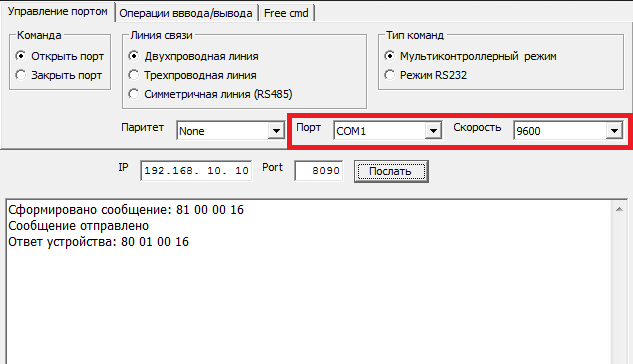 Управление портом Операции вввода/вывода Free cmd
Команда Линия связи Тип команд
Открыть порт Двухпроводная линия Мультиконтроллерный режим
Закрыть порт Трехпроводная линия Режим RS232
Симметричная линия (RS485)
Паритет None Порт COM1 Скорость 9600
IP 192.168. 10. 10 Port 8090 Послать
Сформировано сообщение: 81 00 00 16
Сообщение отправлено
Ответ устройства: 80 01 00 16